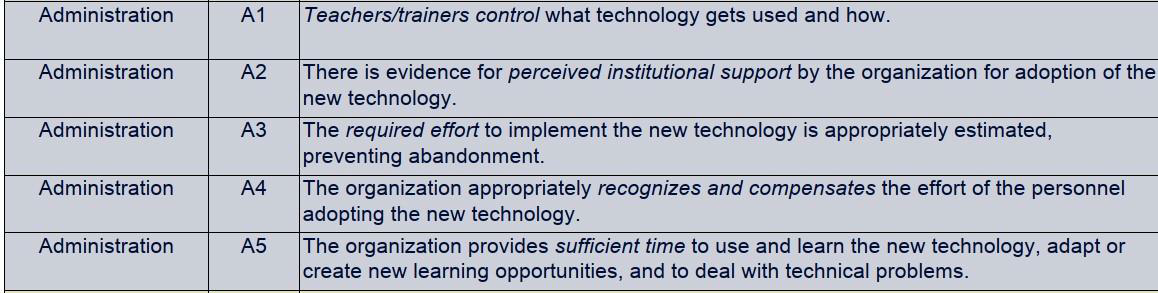 Administration A1 Teachers/trainers control what technology gets used and how.
Administration A2 There is evidence for perceived institutional support by the organization for adoption of the
new technology.
Administration A3 The required effort to implement the new technology is appropriately estimated,
preventing abandonment.
Administration A4 The organization appropriately recognizes and compensates the effort of the personnel
adopting the new technology.
Administration A5 The organization provides sufficient time to use and learn the new technology, adapt or
create new learning opportunities, and to deal with technical problems.